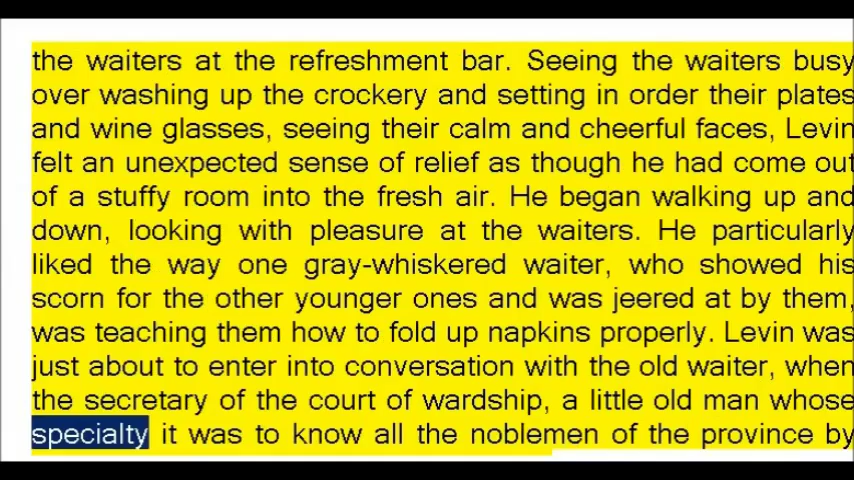 the waiters at the refreshment bar. Seeing the waiters busy
over washing up the crockery and setting in order their plates
and wine glasses, seeing their calm and cheerful faces, Levin
felt an unexpected sense of relief as though he had come out
of a stuffy room into the fresh air. He began walking up and
down, looking with pleasure at the waiters. He particularly
liked the way one gray-whiskered waiter, who showed his
scorn for the other younger ones and was jeered at by them,
was teaching them how to fold up napkins properly. Levin was
just about to enter into conversation with the old waiter, when
the secretary of the court of wardship, a little old man whose
specialty it was to know all the noblemen of the province by